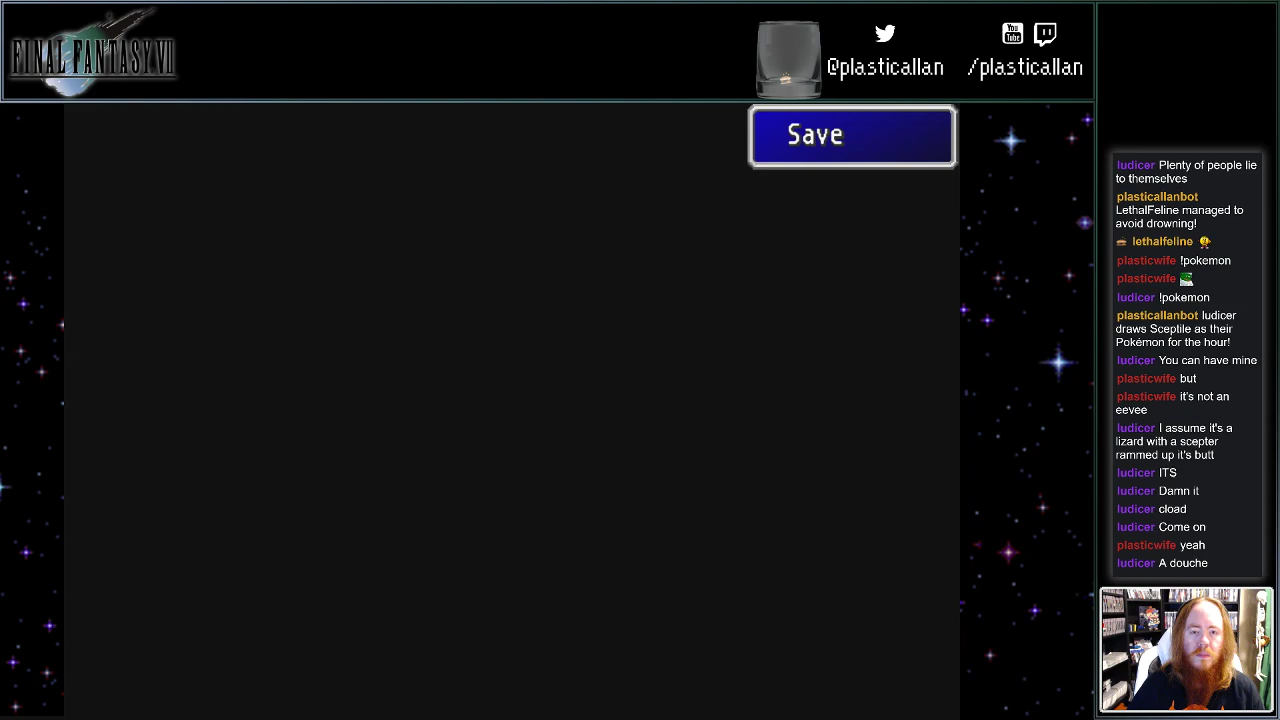 FINAL FANTASY VII
@plasticallan
You Tube
/plasticallan
Save
ludicer Plenty of people lie
to themselves
plasticallanbot
LethalFeline managed to
avoid drowning!
lethalfeline
plasticwife !pokemon
plasticwife
ludicer !pokemon
plasticallanbot ludicer
draws Sceptile as their
Pokémon for the hour!
ludicer You can have mine
plasticwife but
plasticwife it's not an
eevee
ludicer I assume it's a
lizard with a scepter
rammed up it's butt
ludicer ITS
ludicer Damn it
ludicer cload
ludicer Come on
plasticwife yeah
ludicer A douche